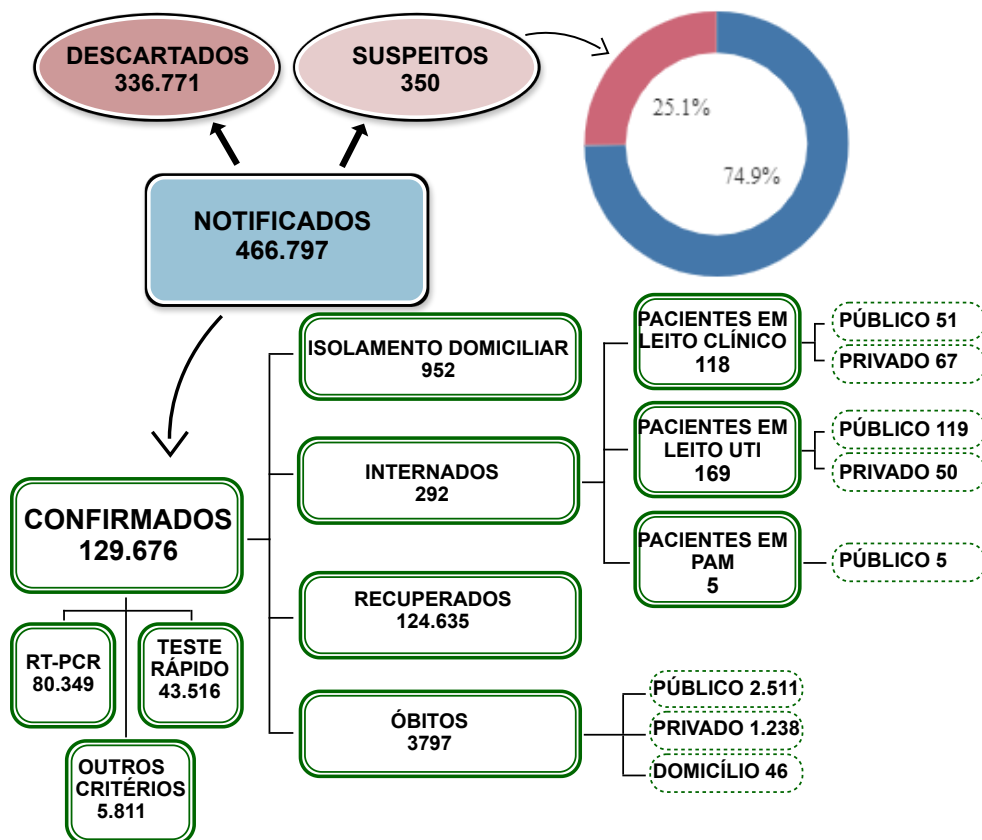 DESCARTADOS
336.771
SUSPEITOS
350
25.1%
74.9%
NOTIFICADOS
466.797
CONFIRMADOS
129.676
RT-PCR
80.349
TESTE
RÁPIDO
43.516
OUTROS
CRITÉRIOS
5.811
ISOLAMENTO DOMICILIAR
952
INTERNADOS
292
PACIENTES EM
LEITO CLÍNICO
118
PÚBLICO 51
PRIVADO 67
PACIENTES EM
LEITO UTI
169
PÚBLICO 119
PRIVADO 50
PACIENTES EM
PAM
5
PÚBLICO 5
RECUPERADOS
124.635
ÓBITOS
3797
PÚBLICO 2.511
PRIVADO 1.238
DOMICÍLIO 46